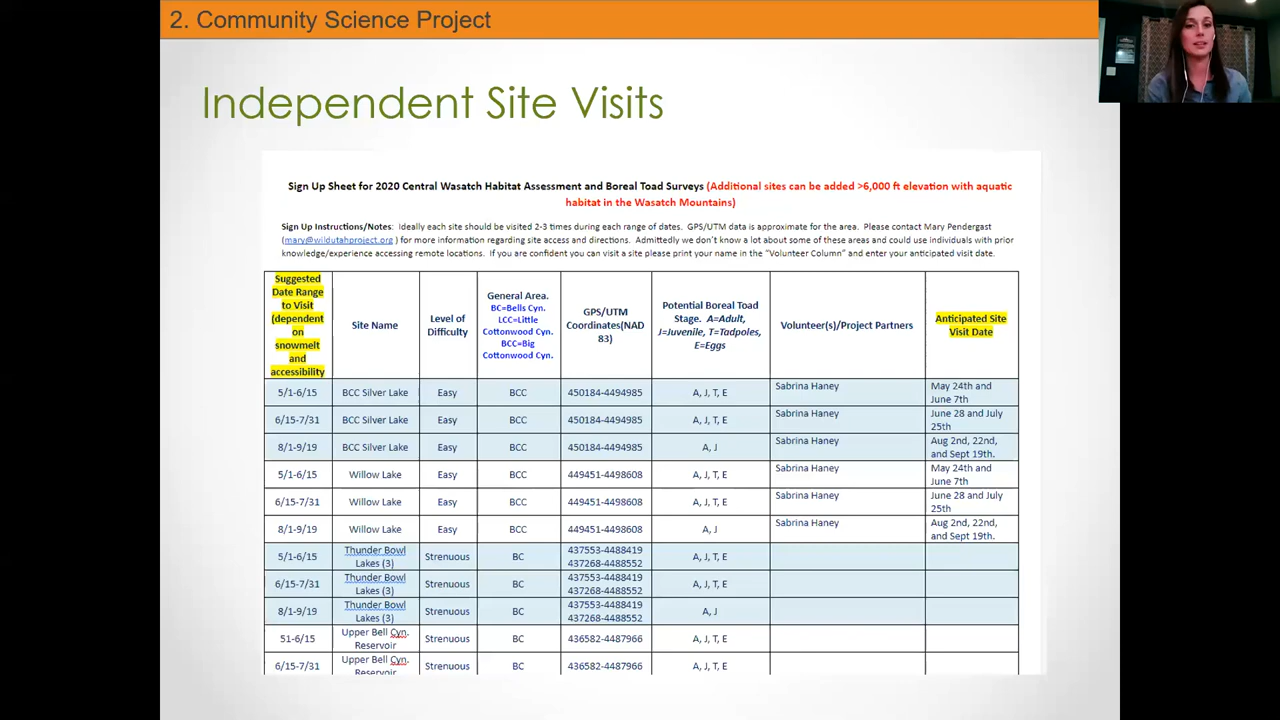 2. Community Science Project
Independent Site Visits
Sign Up Sheet for 2020 Central Wasatch Habitat Assessment and Boreal Toad Surveys (Additional sites can be added >6,000 ft elevation with aquatic
habitat in the Wasatch Mountains)
Sign Up Instructions/Notes: Ideally each site should be visited 2-3 times during each range of dates. GPS/UTM data is approximate for the area. Please contact Mary Pendergast
(mary@wildutahproject.org ) for more information regarding site access and directions. Admittedly we don't know a lot about some of these areas and could use individuals with prior
knowledge/experience accessing remote locations. If you are confident you can visit a site please print your name in the "Volunteer Column" and enter your anticipated visit date.
Suggested
Date Range
to Visit
(dependent
on
snowmelt
and
accessibility
Site Name
Level of
Difficulty
General Area.
BC=Bells Cyn.
LCC=Little
Cottonwood Cyn.
BCC=Big
Cottonwood Cyn.
GPS/UTM
Coordinates(NAD
83)
Potential Boreal Toad
Stage. A=Adult,
J=Juvenile, T=Tadpoles,
E=Eggs
Volunteer(s)/Project Partners
Anticipated Site
Visit Date
5/1-6/15 BCC Silver Lake Easy BCC 450184-4494985 A, J, T, E Sabrina Haney May 24th and
June 7th
6/15-7/31 BCC Silver Lake Easy BCC 450184-4494985 A, J, T, E Sabrina Haney June 28 and July
25th
8/1-9/19 BCC Silver Lake Easy BCC 450184-4494985 A, J Sabrina Haney Aug 2nd, 22nd,
and Sept 19th.
5/1-6/15 Willow Lake Easy BCC 449451-4498608 A, J, T, E Sabrina Haney May 24th and
June 7th
6/15-7/31 Willow Lake Easy BCC 449451-4498608 A, J, T, E Sabrina Haney June 28 and July
25th
8/1-9/19 Willow Lake Easy BCC 449451-4498608 A, J Sabrina Haney Aug 2nd, 22nd,
and Sept 19th.
5/1-6/15 Thunder Bowl
Lakes (3) Strenuous BC 437553-4488419
437268-4488552 A, J, T, E
6/15-7/31 Thunder Bowl
Lakes (3) Strenuous BC 437553-4488419
437268-4488552 A, J, T, E
8/1-9/19 Thunder Bowl
Lakes (3) Strenuous BC 437553-4488419
437268-4488552 A, J
51-6/15 Upper Bell Cyn.
Reservoir Strenuous BC 436582-4487966 A, J, T, E
6/15-7/31 Upper Bell Cyn.
Reservoir Strenuous BC 436582-4487966 A, J, T, E